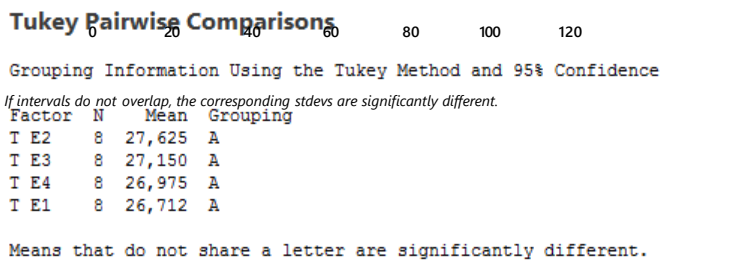 Tukey Pairwise Comparisons
0 20 40 60 80 100 120
Grouping Information Using the Tukey Method and 95% Confidence
If intervals do not overlap, the corresponding stdevs are significantly different.
Factor N Mean Grouping
T E2 8 27,625 A
T E3 8 27,150 A
T E4 8 26,975 A
T E1 8 26,712 A
Means that do not share a letter are significantly different.